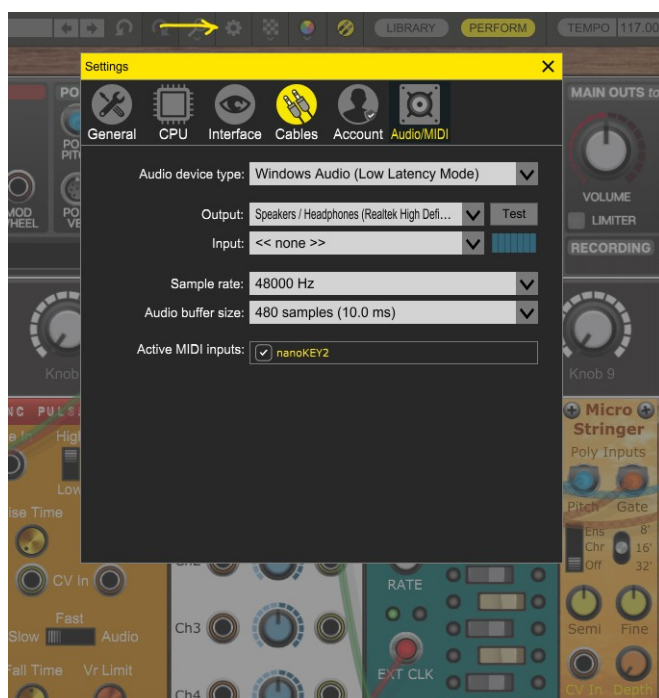 LIBRARY
PERFORM
TEMPO 117.00
Settings
General
CPU
Interface
Cables
Account
Audio/MIDI
Audio device type: Windows Audio (Low Latency Mode)
Output: Speakers / Headphones (Realtek High Defi... Test
Input: << none >>
Sample rate: 48000 Hz
Audio buffer size: 480 samples (10.0 ms)
Active MIDI inputs: nanoKEY2
MAIN OUTS
VOLUME
LIMITER
RECORDING
MOD
WHEEL
Knob
Knob 9
Low
CV In
Fast
Slow
Audio
Fall Time
Vr Limit
Ch3
Ch4
RATE
EXT CLK
Micro
Stringer
Poly Inputs
Pitch
Gate
Ens
Chr
Off
8'
16'
32'
Semi
Fine
CV In
Depth